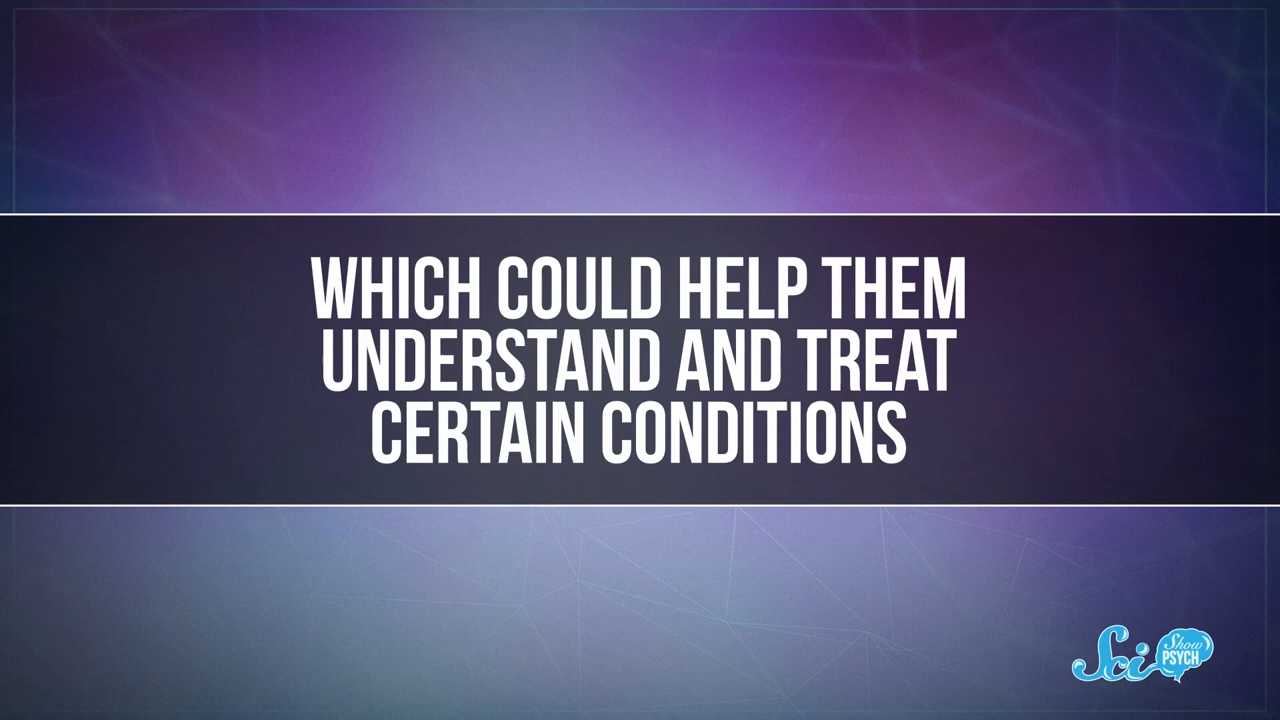 WHICH COULD HELP THEM
UNDERSTAND AND TREAT
CERTAIN CONDITIONS
Sci Show
PSYCH